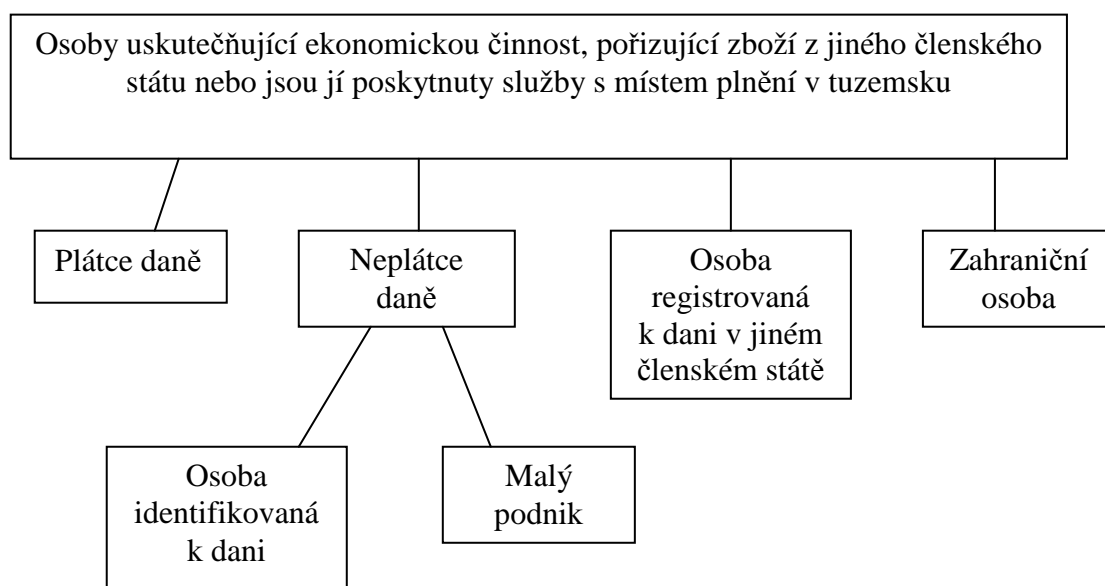 Osoby uskutečňující ekonomickou činnost, pořizující zboží z jiného členského
státu nebo jsou jí poskytnuty služby s místem plnění v tuzemsku
Plátce daně
Neplátce
daně
Osoba
registrovaná
k dani v jiném
členském státě
Zahraniční
osoba
Osoba
identifikovaná
k dani
Malý
podnik